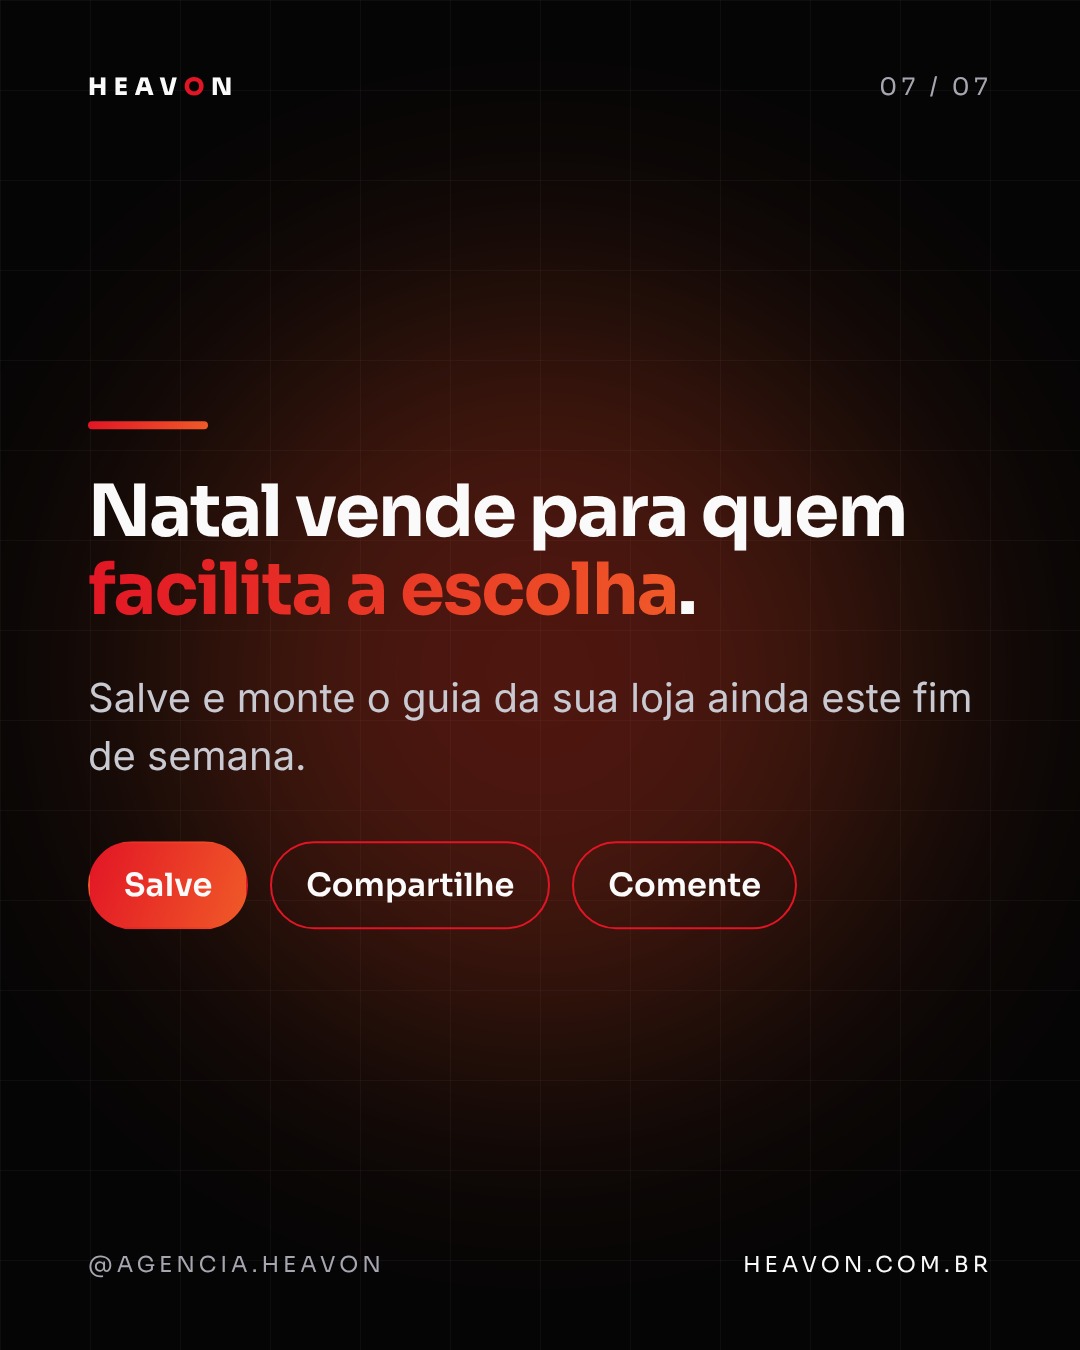 HEAVON
07 / 07
Natal vende para quem
facilita a escolha.
Salve e monte o guia da sua loja ainda este fim
de semana.
Salve
Compartilhe
Comente
@AGENCIA.HEAVON
HEAVON.COM.BR